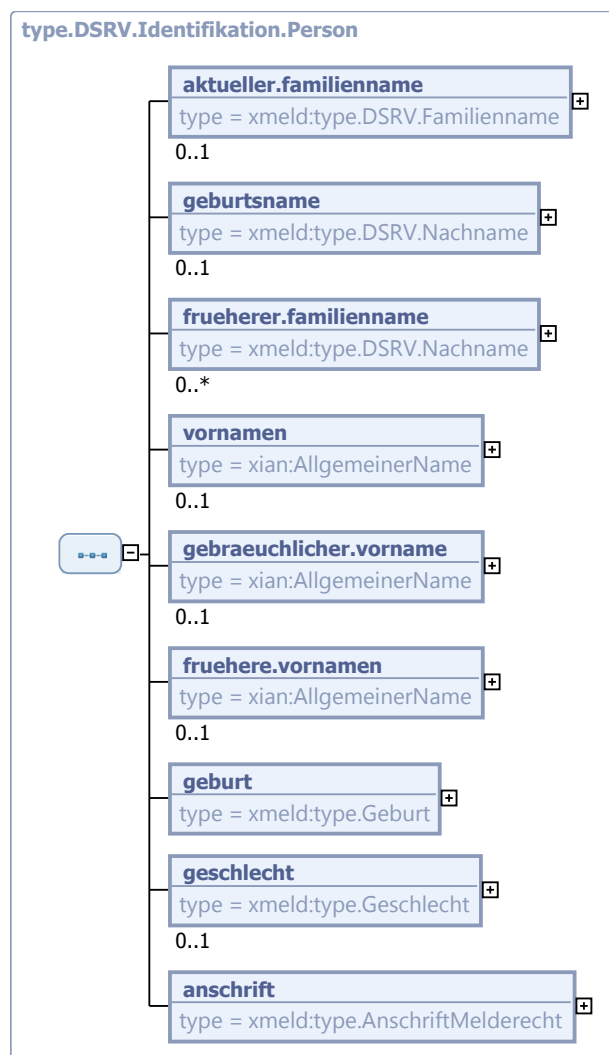 type.DSRV.Identifikation.Person
aktueller.familienname
type = xmeld:type.DSRV.Familienname
0..1
geburtsname
type = xmeld:type.DSRV.Nachname
0..1
frueherer.familienname
type = xmeld:type.DSRV.Nachname
0..*
vornamen
type = xian:AllgemeinerName
0..1
gebraeuchlicher.vorname
type = xian:AllgemeinerName
0..1
fruehere.vornamen
type = xian:AllgemeinerName
0..1
geburt
type = xmeld:type.Geburt
geschlecht
type = xmeld:type.Geschlecht
0..1
anschrift
type = xmeld:type.AnschriftMelderecht